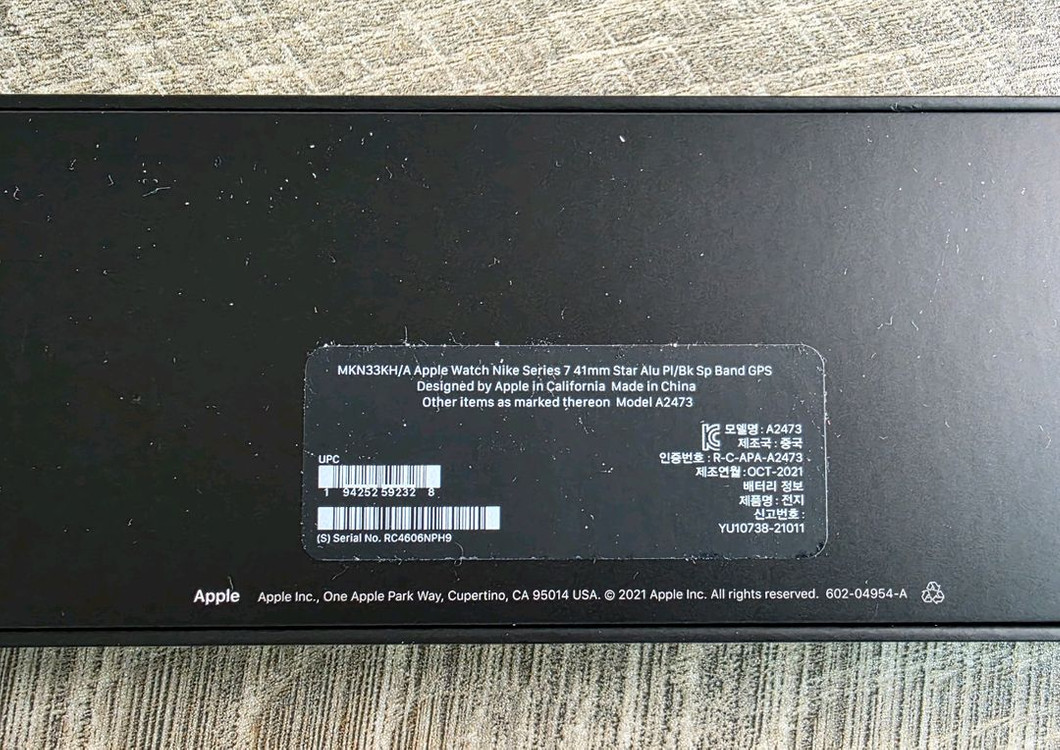 MKN33KH/A Apple Watch Nike Series 7 41mm Star Alu Pl/Bk Sp Band GPS
Designed by Apple in California Made in China
Other items as marked thereon Model A2473
모델명 : A2473
제조국 : 중국
인증번호 : R-C-APA-A2473
제조연월 : OCT-2021
배터리 정보
제품명 : 전지
신고번호 :
YU10738-21011
UPC
1 94252 59232 8
(S) Serial No. RC4606NPH9
Apple Apple Inc., One Apple Park Way, Cupertino, CA 95014 USA. © 2021 Apple Inc. All rights reserved. 602-04954-A